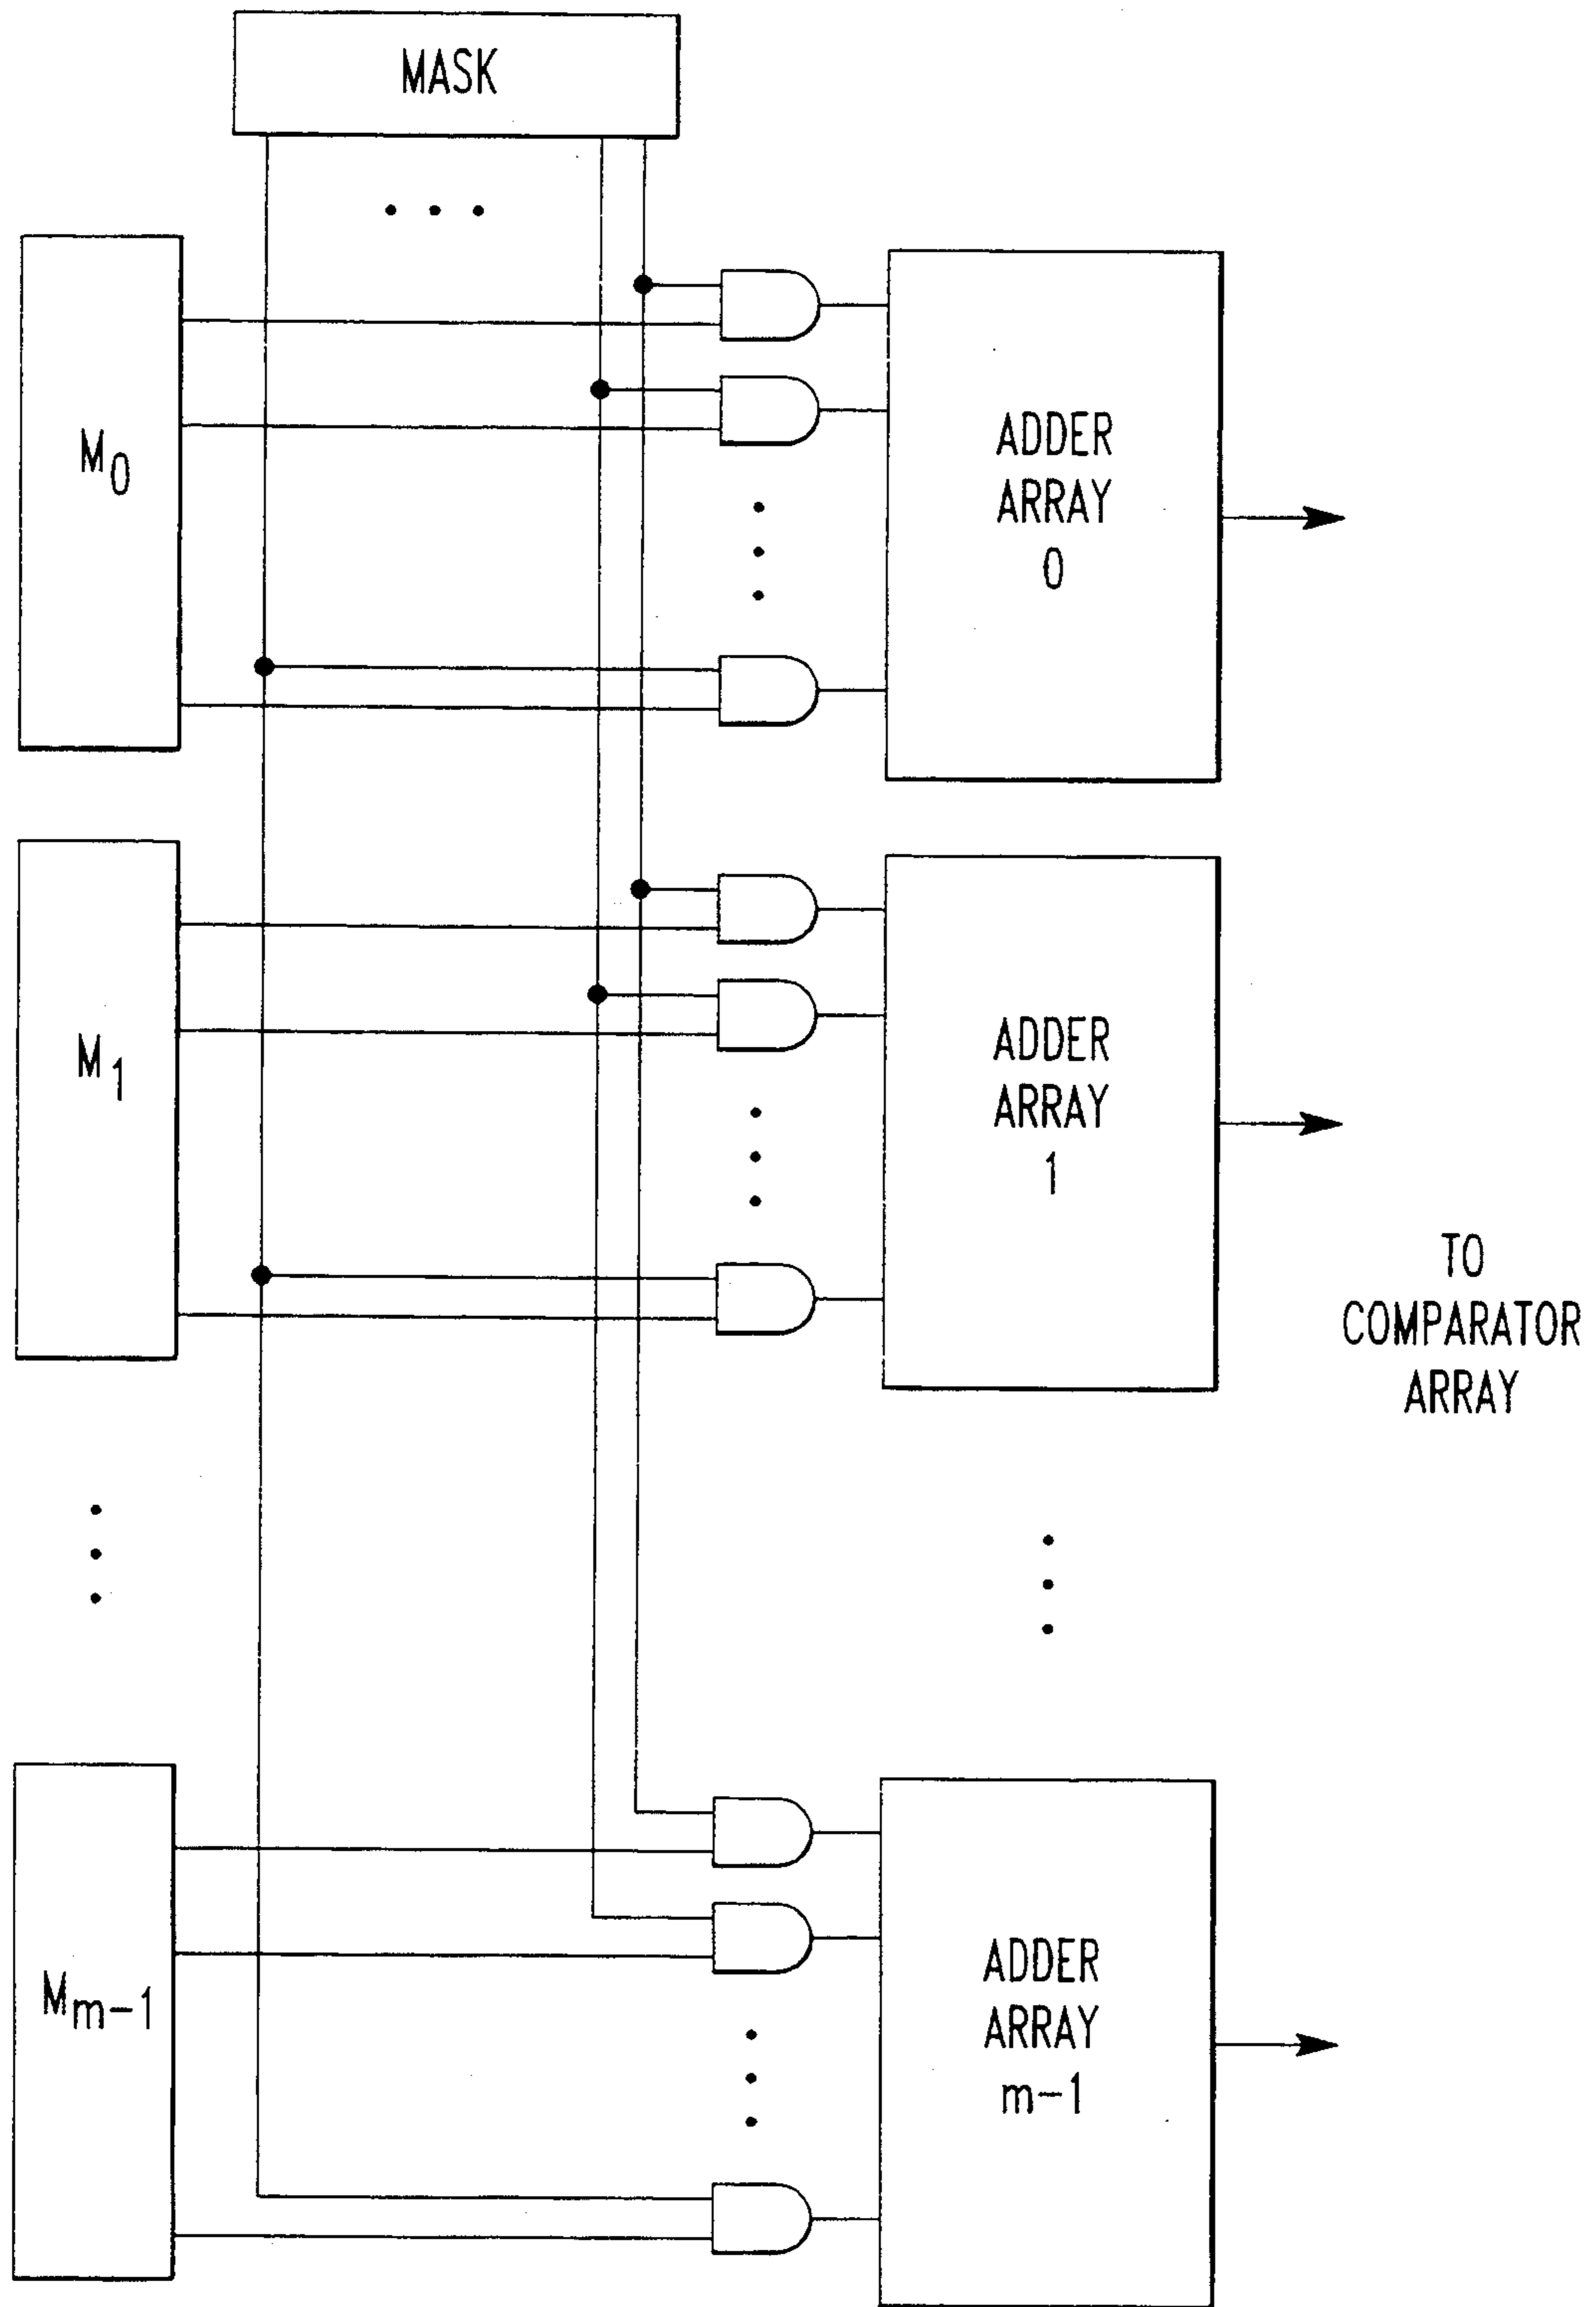 MASK
M0
ADDER
ARRAY
0
M1
ADDER
ARRAY
1
TO
COMPARATOR
ARRAY
Mm-1
ADDER
ARRAY
m-1